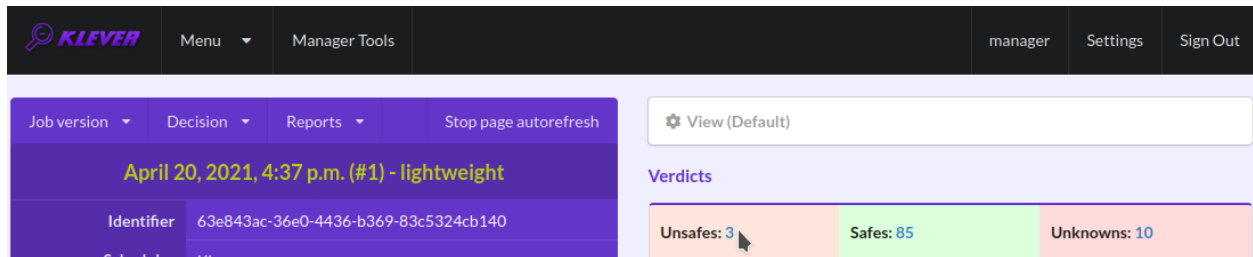 KLEVER Menu Manager Tools manager Settings Sign Out
Job version Decision Reports Stop page autorefresh
View (Default)
April 20, 2021, 4:37 p.m. (#1) - lightweight
Verdicts
Identifier 63e843ac-36e0-4436-b369-83c5324cb140
Unsafes: 3 Safes: 85 Unknowns: 10